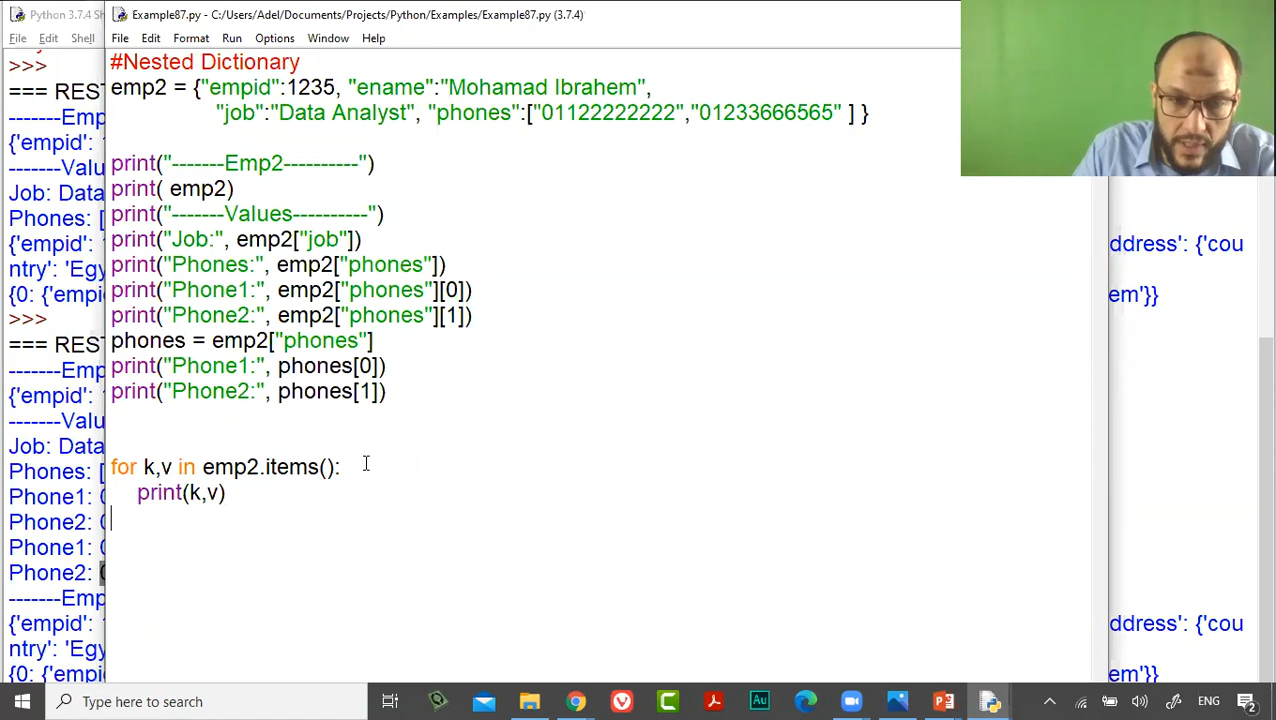 Python 3.7.4 Sh
File Edit Shell
Example87.py - C:/Users/Adel/Documents/Projects/Python/Examples/Example87.py (3.7.4)
File Edit Format Run Options Window Help
#Nested Dictionary
emp2 = {"empid":1235, "ename":"Mohamad Ibrahem",
"job":"Data Analyst", "phones":["01122222222","01233666565" ] }
print("-------Emp2----------")
print( emp2)
print("-------Values----------")
print("Job:", emp2["job"])
print("Phones:", emp2["phones"])
print("Phone1:", emp2["phones"][0])
print("Phone2:", emp2["phones"][1])
phones = emp2["phones"]
print("Phone1:", phones[0])
print("Phone2:", phones[1])
for k,v in emp2.items():
print(k,v)
>>>
=== REST
-------Emp
{'empid':
-------Valu
Job: Data
Phones: [
{'empid':
ntry': 'Egy
{0: {'empi
>>>
=== REST
-------Emp
{'empid':
-------Valu
Job: Data
Phones: [
Phone1: 0
Phone2: 0
Phone1: 0
Phone2: 0
-------Emp
{'empid':
ntry': 'Egy
{0: {'empi
ddress': {'cou
em'}}
ddress': {'cou
em'}}
Type here to search
ENG
2